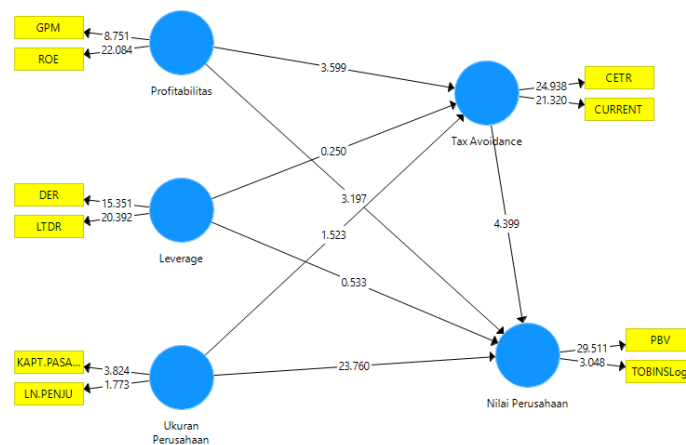 GPM
8.751
ROE
22.084
Profitabilitas
3.599
24.938
CETR
21.320
CURRENT
Tax Avoidance
0.250
DER
15.351
LTDR
20.392
Leverage
3.197
1.523
4.399
0.533
KAPT.PASA...
3.824
LN.PENJU
1.773
Ukuran
Perusahaan
23.760
29.511
PBV
3.048
TOBINSLog
Nilai Perusahaan